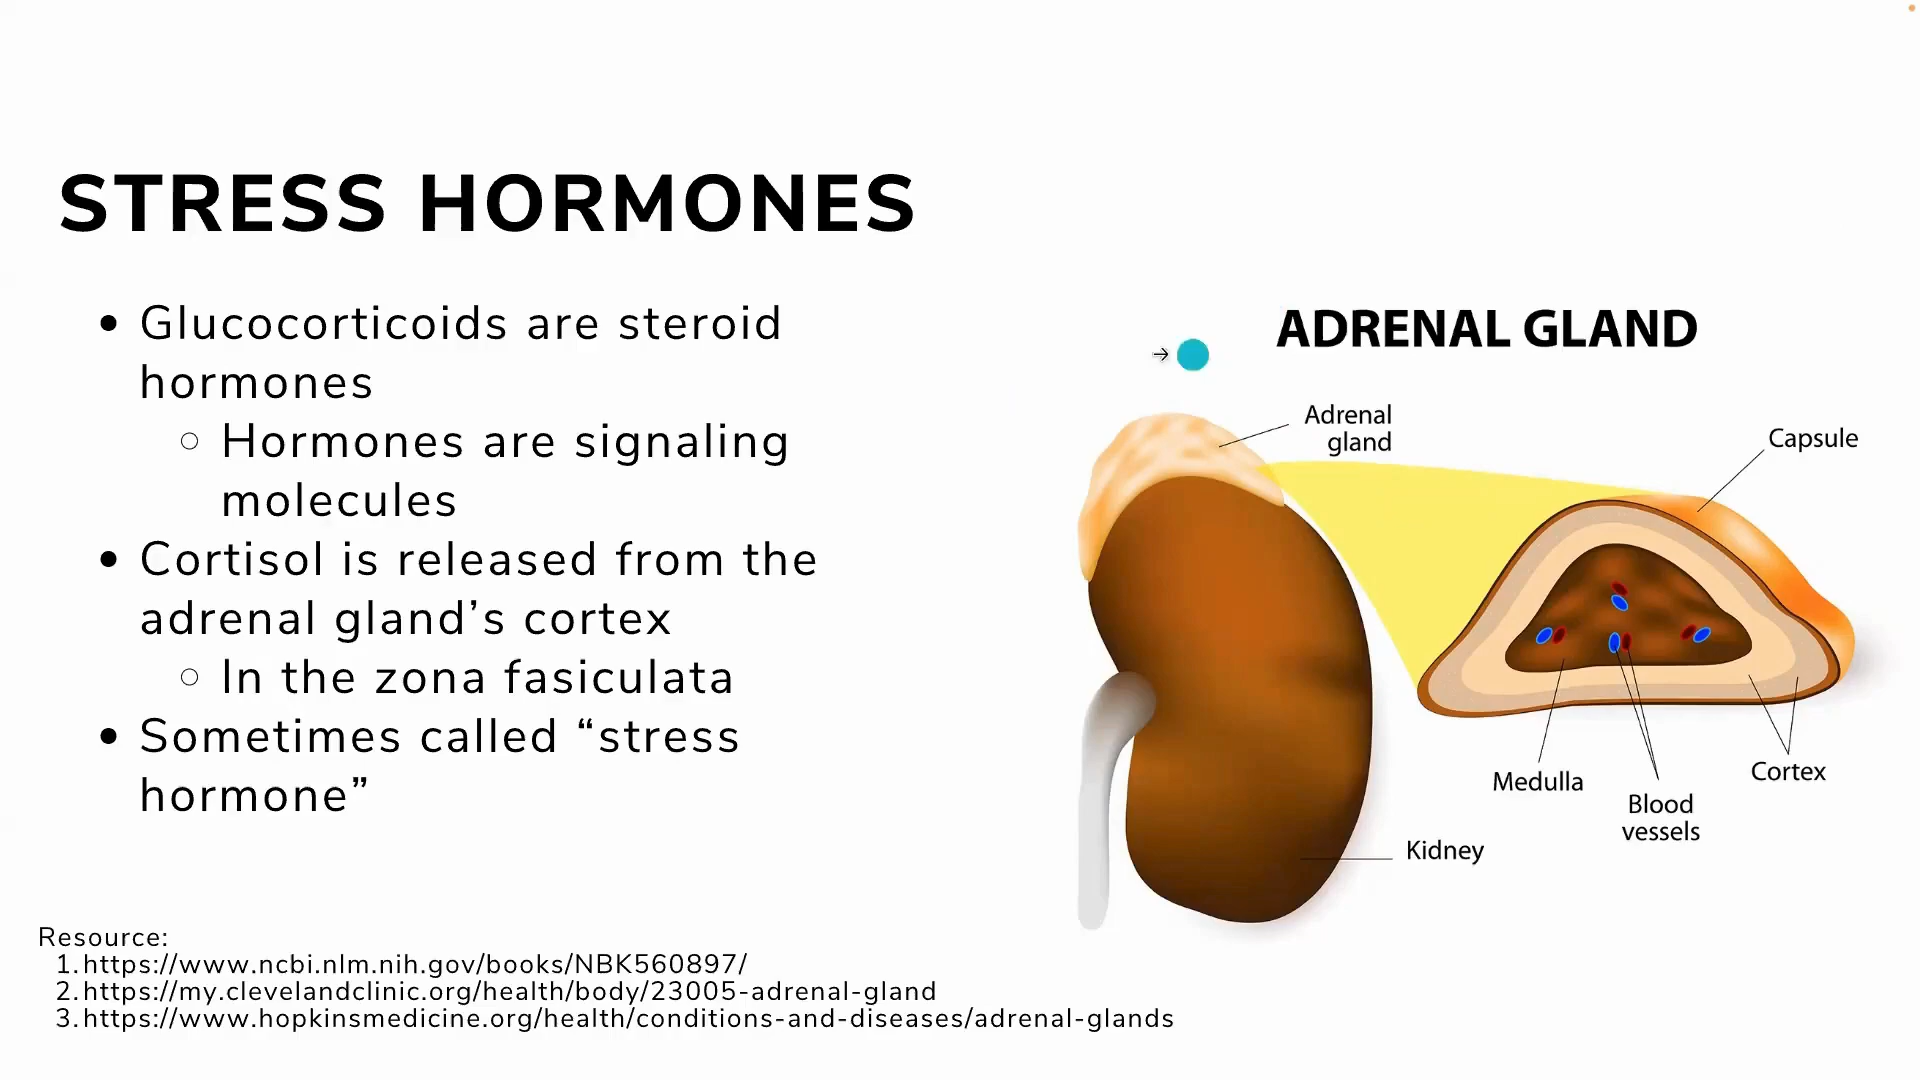 STRESS HORMONES
• Glucocorticoids are steroid
hormones
○ Hormones are signaling
molecules
• Cortisol is released from the
adrenal gland’s cortex
○ In the zona fasiculata
• Sometimes called “stress
hormone”
Resource:
1. https://www.ncbi.nlm.nih.gov/books/NBK560897/
2. https://my.clevelandclinic.org/health/body/23005-adrenal-gland
3. https://www.hopkinsmedicine.org/health/conditions-and-diseases/adrenal-glands
ADRENAL GLAND
Adrenal
gland
Capsule
Medulla
Blood
vessels
Cortex
Kidney